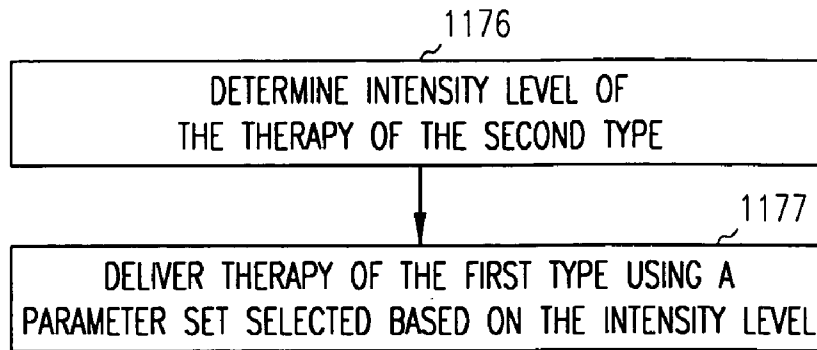 1176
DETERMINE INTENSITY LEVEL OF
THE THERAPY OF THE SECOND TYPE
1177
DELIVER THERAPY OF THE FIRST TYPE USING A
PARAMETER SET SELECTED BASED ON THE INTENSITY LEVEL